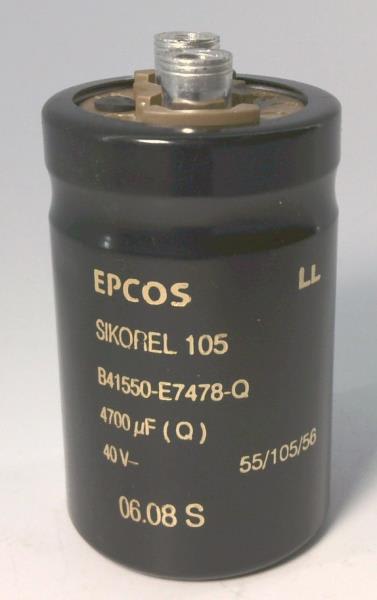 EPCOS
LL
SIKOREL 105
B41550-E7478-Q
4700 µF (Q)
40 V–
55/105/56
06.08 S